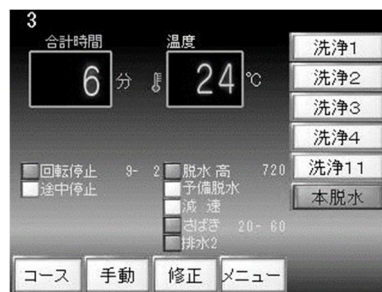 3
合計時間
温度
6 分
24 ℃
洗浄1
洗浄2
洗浄3
洗浄4
洗浄11
本脱水
回転停止 9- 2
途中停止
脱水 高 720
予備脱水
減 速
さばき 20- 60
排水2
コース
手動
修正
メニュー